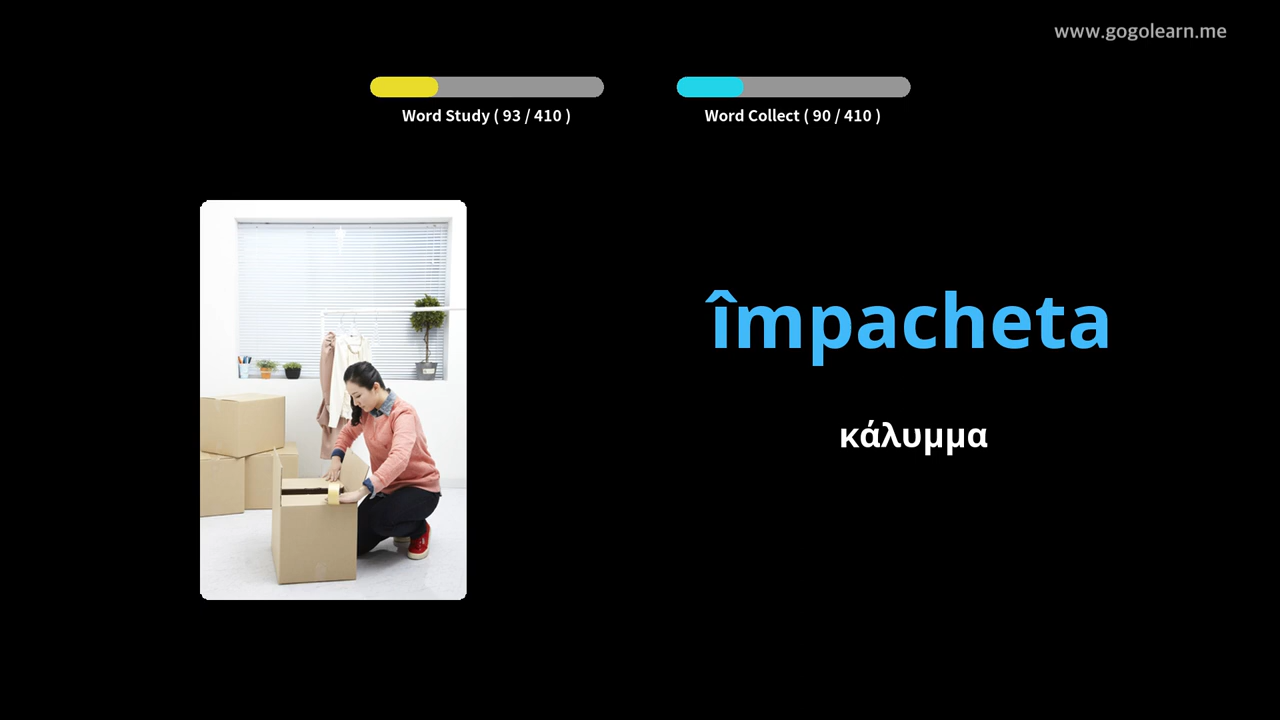 www.gogolearn.me
Word Study ( 93 / 410 )
Word Collect ( 90 / 410 )
împacheta
κάλυμμα